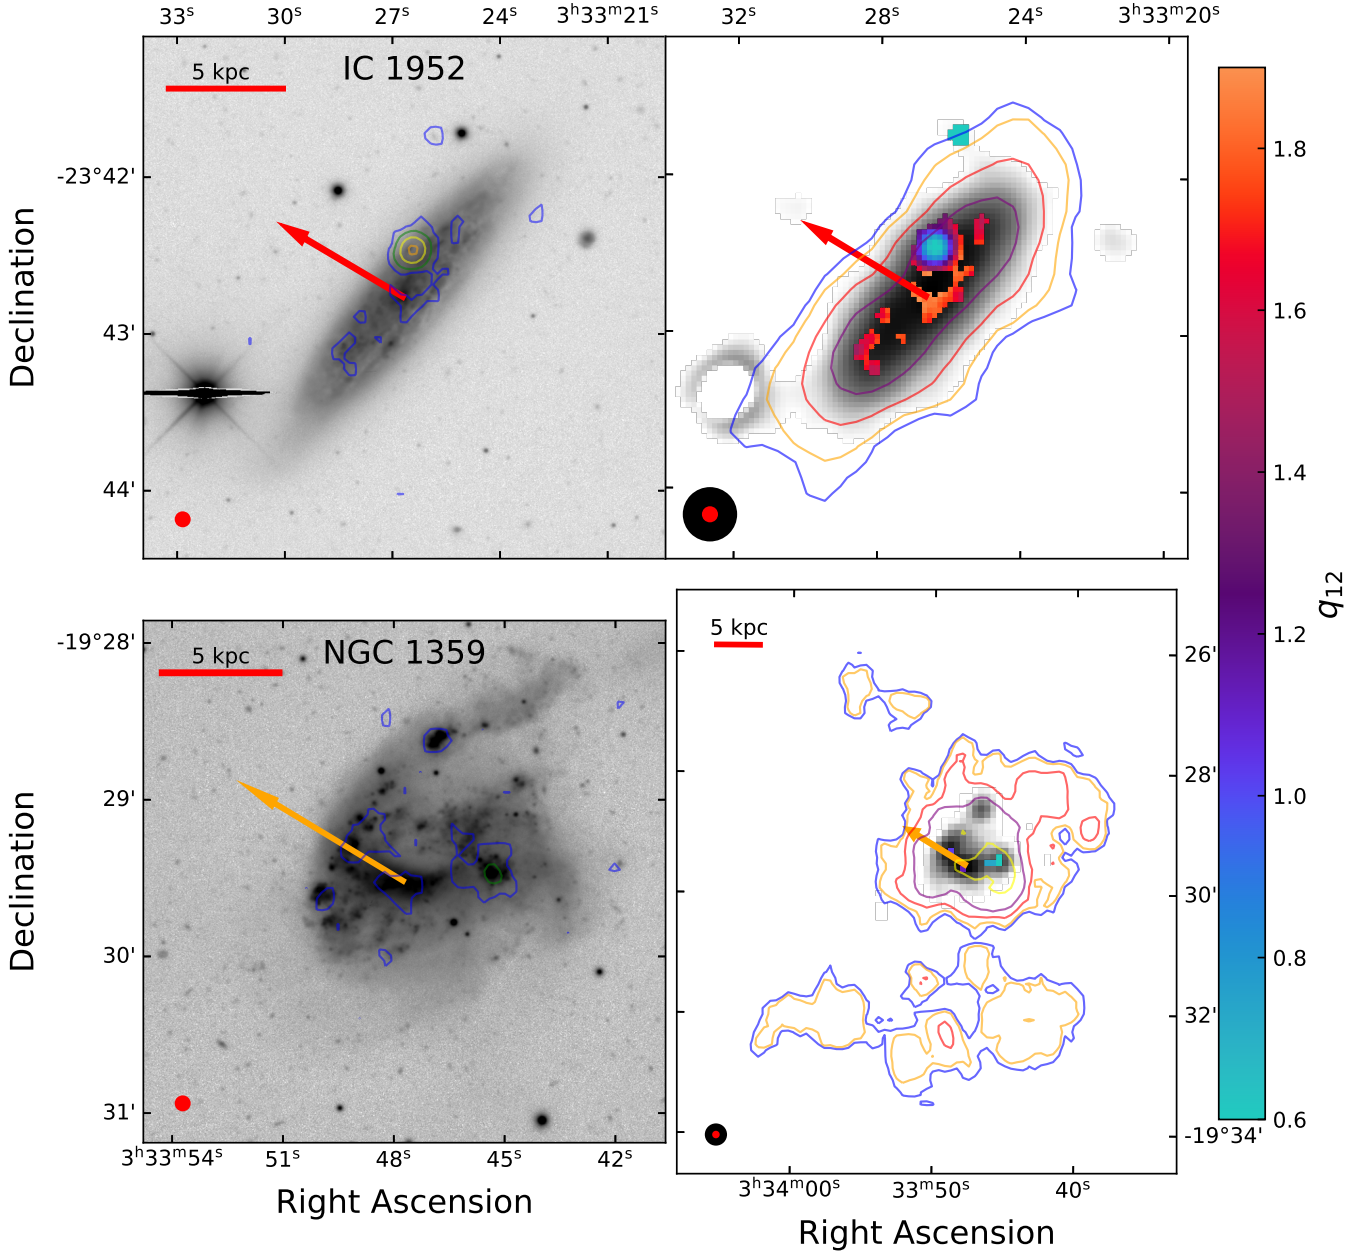 33ˢ 30ˢ 27ˢ 24ˢ 3ʰ33ᵐ21ˢ
32ˢ 28ˢ 24ˢ 3ʰ33ᵐ20ˢ
5 kpc
IC 1952
-23°42'
43'
44'
Declination
1.8
1.6
1.4
1.2
1.0
0.8
0.6
q₁₂
5 kpc
NGC 1359
-19°28'
29'
30'
31'
Declination
3ʰ33ᵐ54ˢ 51ˢ 48ˢ 45ˢ 42ˢ
Right Ascension
5 kpc
26'
28'
30'
32'
-19°34'
3ʰ34ᵐ00ˢ 33ᵐ50ˢ 40ˢ
Right Ascension